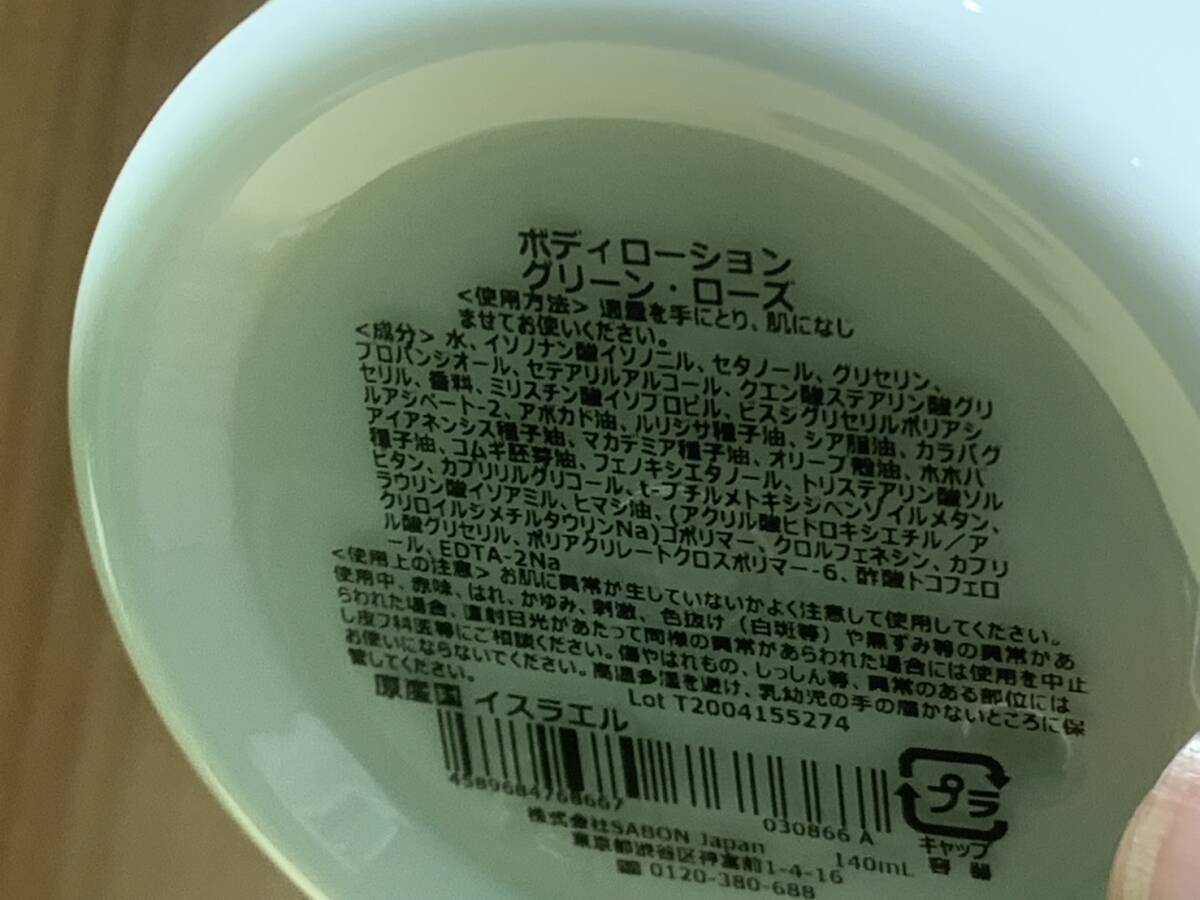 ボディローション
グリーン・ローズ
<使用方法> 適量を手にとり、肌になじ
ませてお使いください。
<成分> 水、イソノナン酸イソノニル、セタノール、グリセリン、
プロパンジオール、セテアリルアルコール、クエン酸ステアリン酸グリ
セリル、香料、ミリスチン酸イソプロピル、ビスジグリセリルポリアシ
ルアジペート-2、アボカド油、ルリジサ種子油、シア脂油、カラパグ
アイアネンシス種子油、マカデミア種子油、オリーブ殻油、ホホバ
種子油、コムギ胚芽油、フェノキシエタノール、トリステアリン酸ソル
ビタン、カプリリルグリコール、t-ブチルメトキシジベンゾイルメタン、
ラウリン酸イソアミル、ヒマシ油、(アクリル酸ヒドロキシエチル/ア
クリロイルジメチルタウリンNa)コポリマー、クロルフェネシン、カプリ
ル酸グリセリル、ポリアクリレートクロスポリマー-6、酢酸トコフェロ
ール、EDTA-2Na
<使用上の注意> お肌に異常が生じていないかよく注意して使用してください。
使用中、赤味、はれ、かゆみ、刺激、色抜け(白斑等)や黒ずみ等の異常があ
らわれた場合、直射日光があたって同様の異常があらわれた場合には使用を中止
し皮フ科医等にご相談ください。傷やはれもの、しっしん等、異常のある部位には
お使いにならないでください。高温多湿を避け、乳幼児の手の届かないところに保
管してください。
原産国 イスラエル
Lot T2004155274
4589684768667
030866 A
株式会社SABON Japan
東京都渋谷区神宮前1-4-16
0120-380-688
140mL
プラ
キャップ
容器